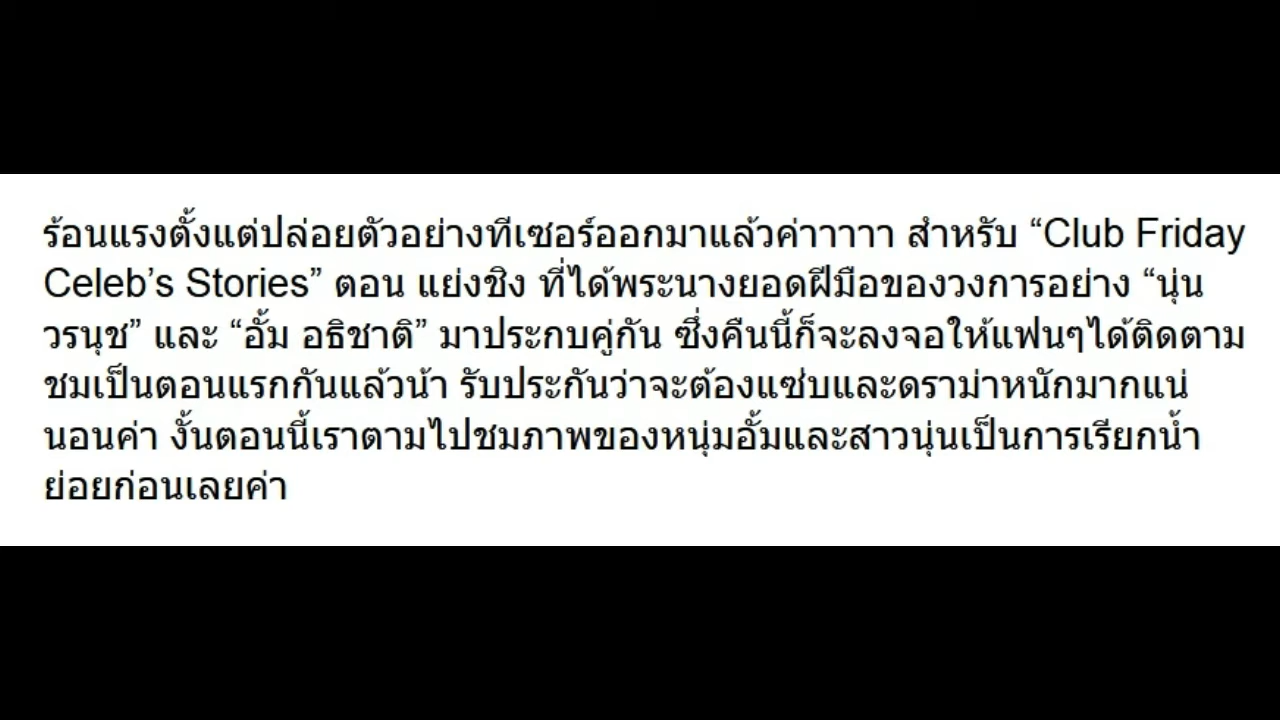 ร้อนแรงตั้งแต่ปล่อยตัวอย่างทีเซอร์ออกมาแล้วค่าาาาา สำหรับ “Club Friday
Celeb’s Stories” ตอน แย่งชิง ที่ได้พระนางยอดฝีมือของวงการอย่าง “นุ่น
วรนุช” และ “อั้ม อธิชาติ” มาประกบคู่กัน ซึ่งคืนนี้ก็จะลงจอให้แฟนๆได้ติดตาม
ชมเป็นตอนแรกกันแล้วน้า รับประกันว่าจะต้องแซ่บและดราม่าหนักมากแน่
นอนค่า งั้นตอนนี้เราตามไปชมภาพของหนุ่มอั้มและสาวนุ่นเป็นการเรียกน้ำ
ย่อยก่อนเลยค่า